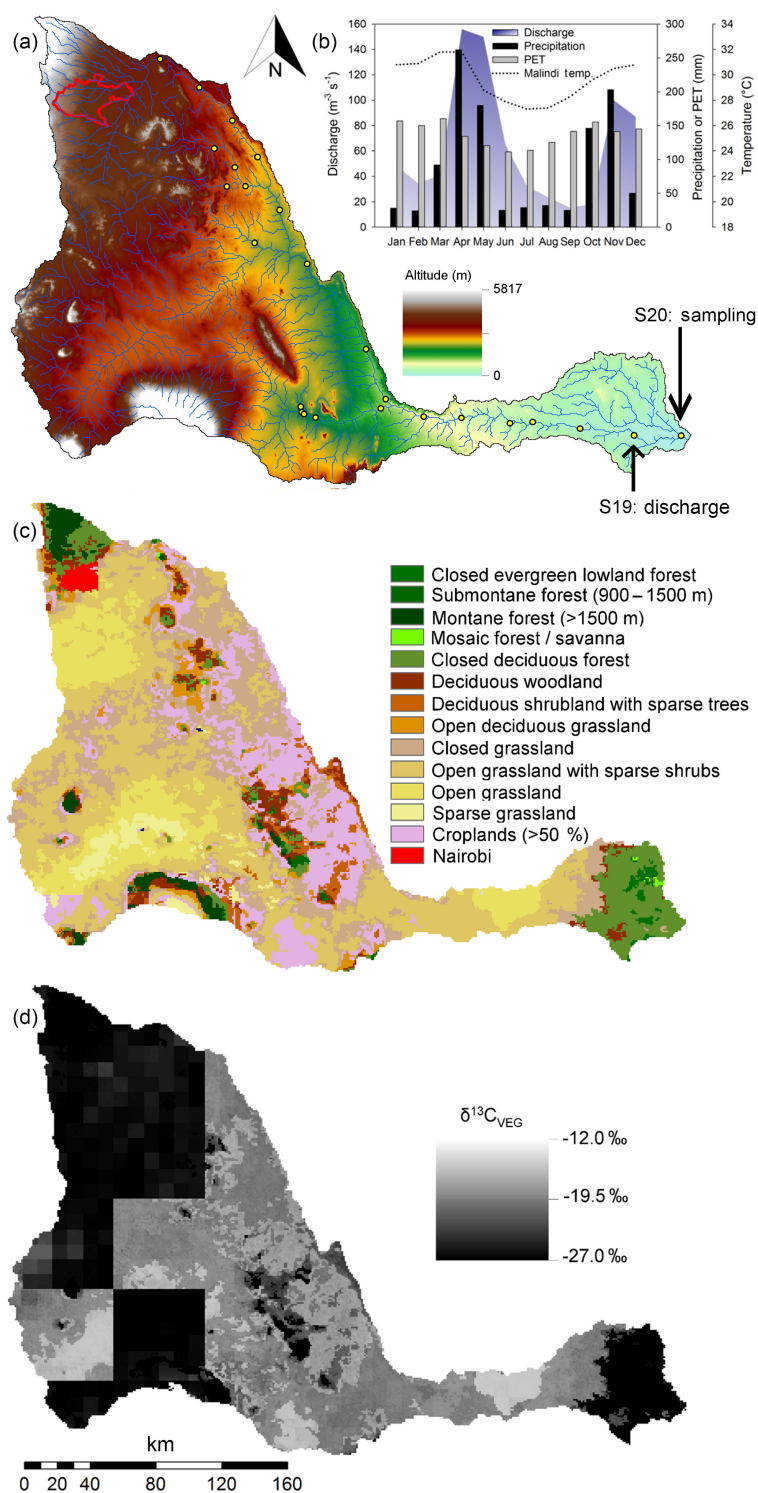 (a)
N
(b)
Discharge
Precipitation
PET
Malindi temp.
Discharge (m⁻³ s⁻¹)
160
140
120
100
80
60
40
20
0
300
250
200
150
100
50
0
Precipitation or PET (mm)
34
32
30
28
26
24
22
20
18
Temperature (°C)
Jan Feb Mar Apr May Jun Jul Aug Sep Oct Nov Dec
Altitude (m)
5817
0
S20: sampling
S19: discharge
(c)
Closed evergreen lowland forest
Submontane forest (900 – 1500 m)
Montane forest (>1500 m)
Mosaic forest / savanna
Closed deciduous forest
Deciduous woodland
Deciduous shrubland with sparse trees
Open deciduous grassland
Closed grassland
Open grassland with sparse shrubs
Open grassland
Sparse grassland
Croplands (>50 %)
Nairobi
(d)
δ¹³C_VEG
-12.0 ‰
-19.5 ‰
-27.0 ‰
km
0 20 40 80 120 160